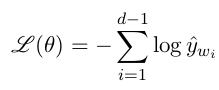 $\mathscr{L}(\theta) = -\sum_{i=1}^{d-1} \log \hat{y}_{w_i}$